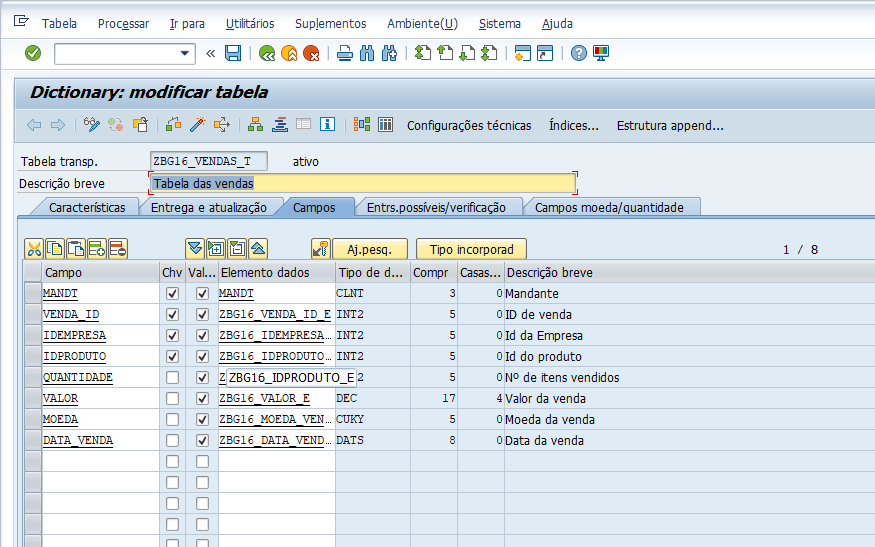 Tabela Processar Ir para Utilitários Suplementos Ambiente(U) Sistema Ajuda
«
Dictionary: modificar tabela
Configurações técnicas Índices... Estrutura append...
Tabela transp. ZBG16_VENDAS_T ativo
Descrição breve Tabela das vendas
Características Entrega e atualização Campos Entrs.possíveis/verificação Campos moeda/quantidade
Aj.pesq. Tipo incorporad 1 / 8
Campo Chv Val... Elemento dados Tipo de d... Compr Casas... Descrição breve
MANDT MANDT CLNT 3 0 Mandante
VENDA_ID ZBG16_VENDA_ID_E INT2 5 0 ID de venda
IDEMPRESA ZBG16_IDEMPRESA... INT2 5 0 Id da Empresa
IDPRODUTO ZBG16_IDPRODUTO... INT2 5 0 Id do produto
QUANTIDADE Z ZBG16_IDPRODUTO_E 2 5 0 Nº de itens vendidos
VALOR ZBG16_VALOR_E DEC 17 4 Valor da venda
MOEDA ZBG16_MOEDA_VEN... CUKY 5 0 Moeda da venda
DATA_VENDA ZBG16_DATA_VEND... DATS 8 0 Data da venda